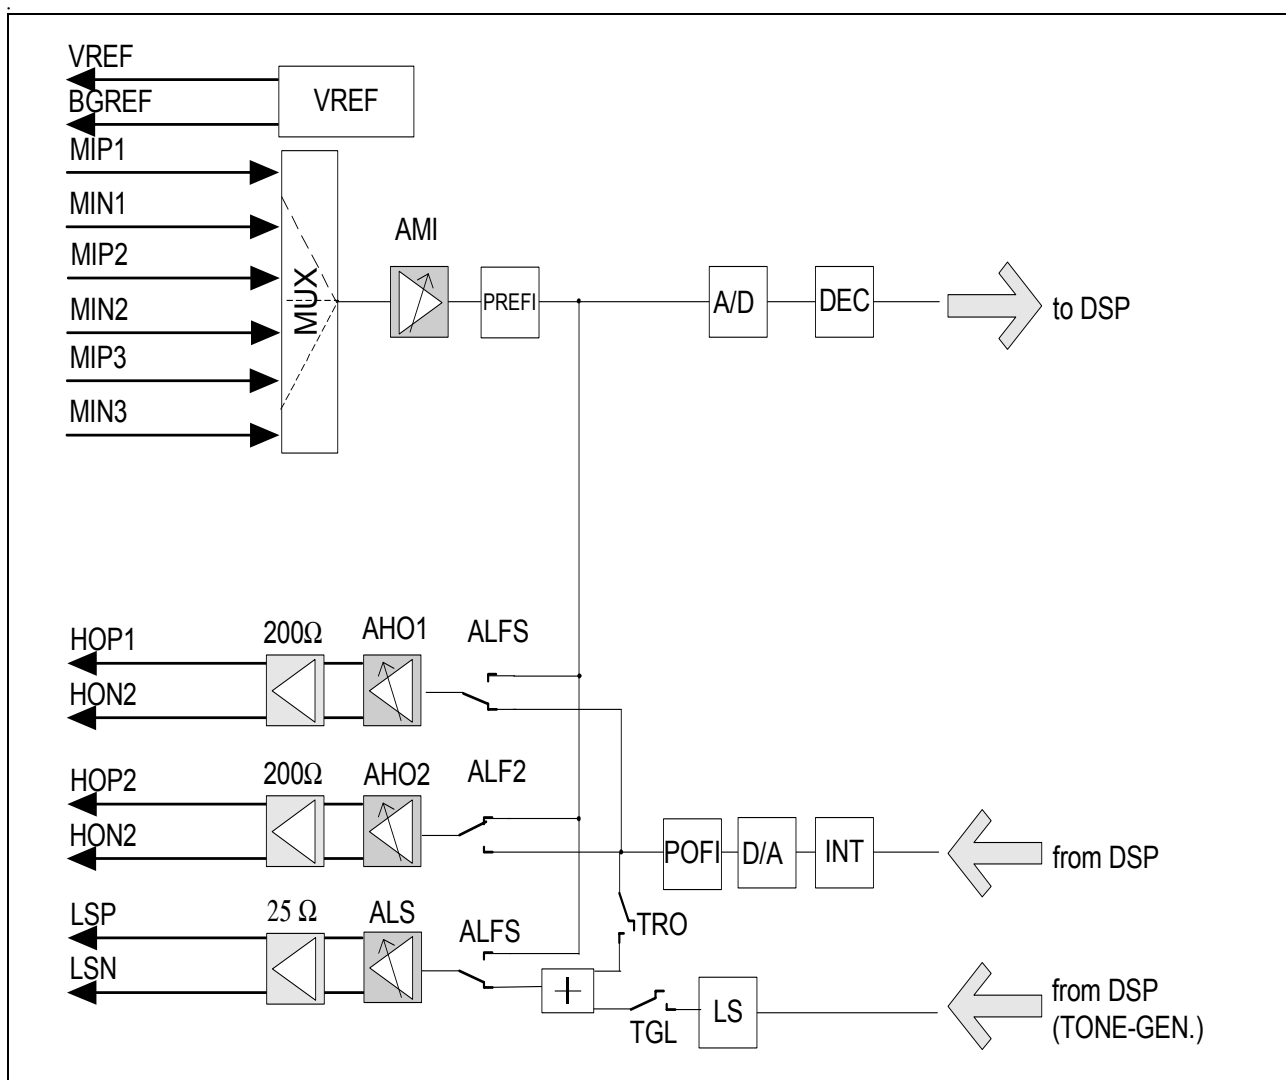 .
VREF
BGREF
VREF
MIP1
MIN1
MIP2
MIN2
MIP3
MIN3
MUX
AMI
PREFI
A/D
DEC
to DSP
HOP1
HON2
200Ω
AHO1
ALFS
HOP2
HON2
200Ω
AHO2
ALF2
POFI
D/A
INT
from DSP
LSP
LSN
25 Ω
ALS
ALFS
TRO
+
TGL
LS
from DSP
(TONE-GEN.)